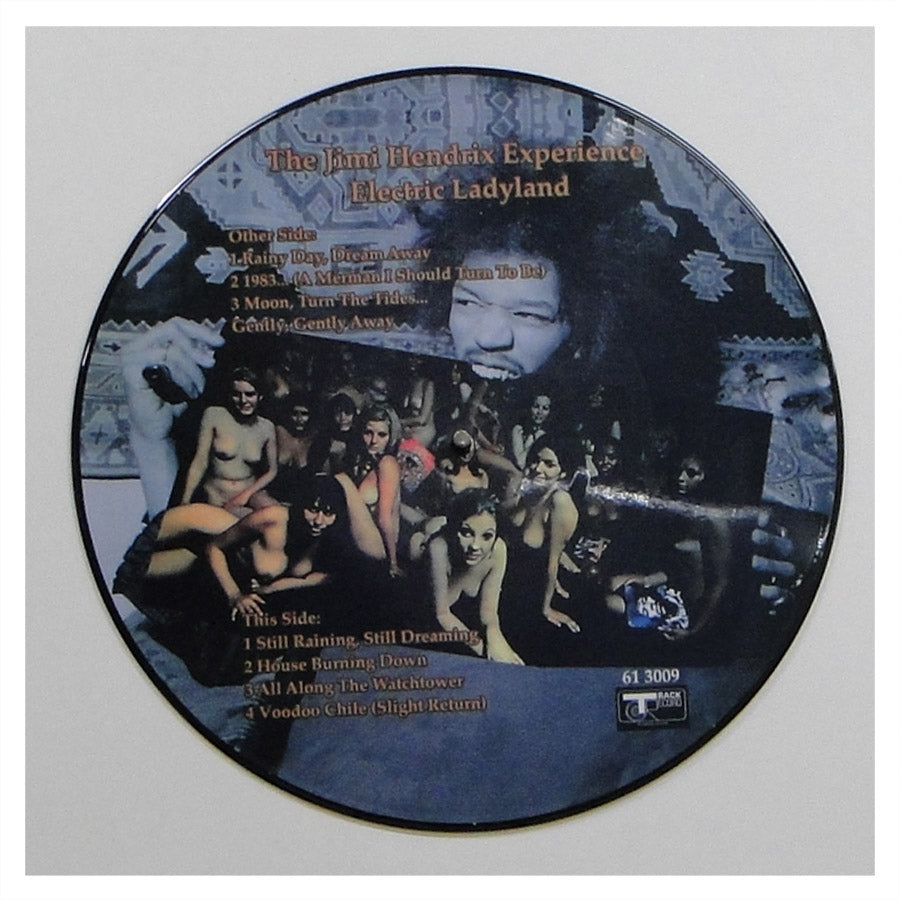 The Jimi Hendrix Experience
Electric Ladyland
Other Side:
1 Rainy Day, Dream Away
2 1983... (A Merman I Should Turn To Be)
3 Moon, Turn The Tides...
Gently, Gently Away
This Side:
1 Still Raining, Still Dreaming
2 House Burning Down
3 All Along The Watchtower
4 Voodoo Chile (Slight Return)
61 3009
TRACK